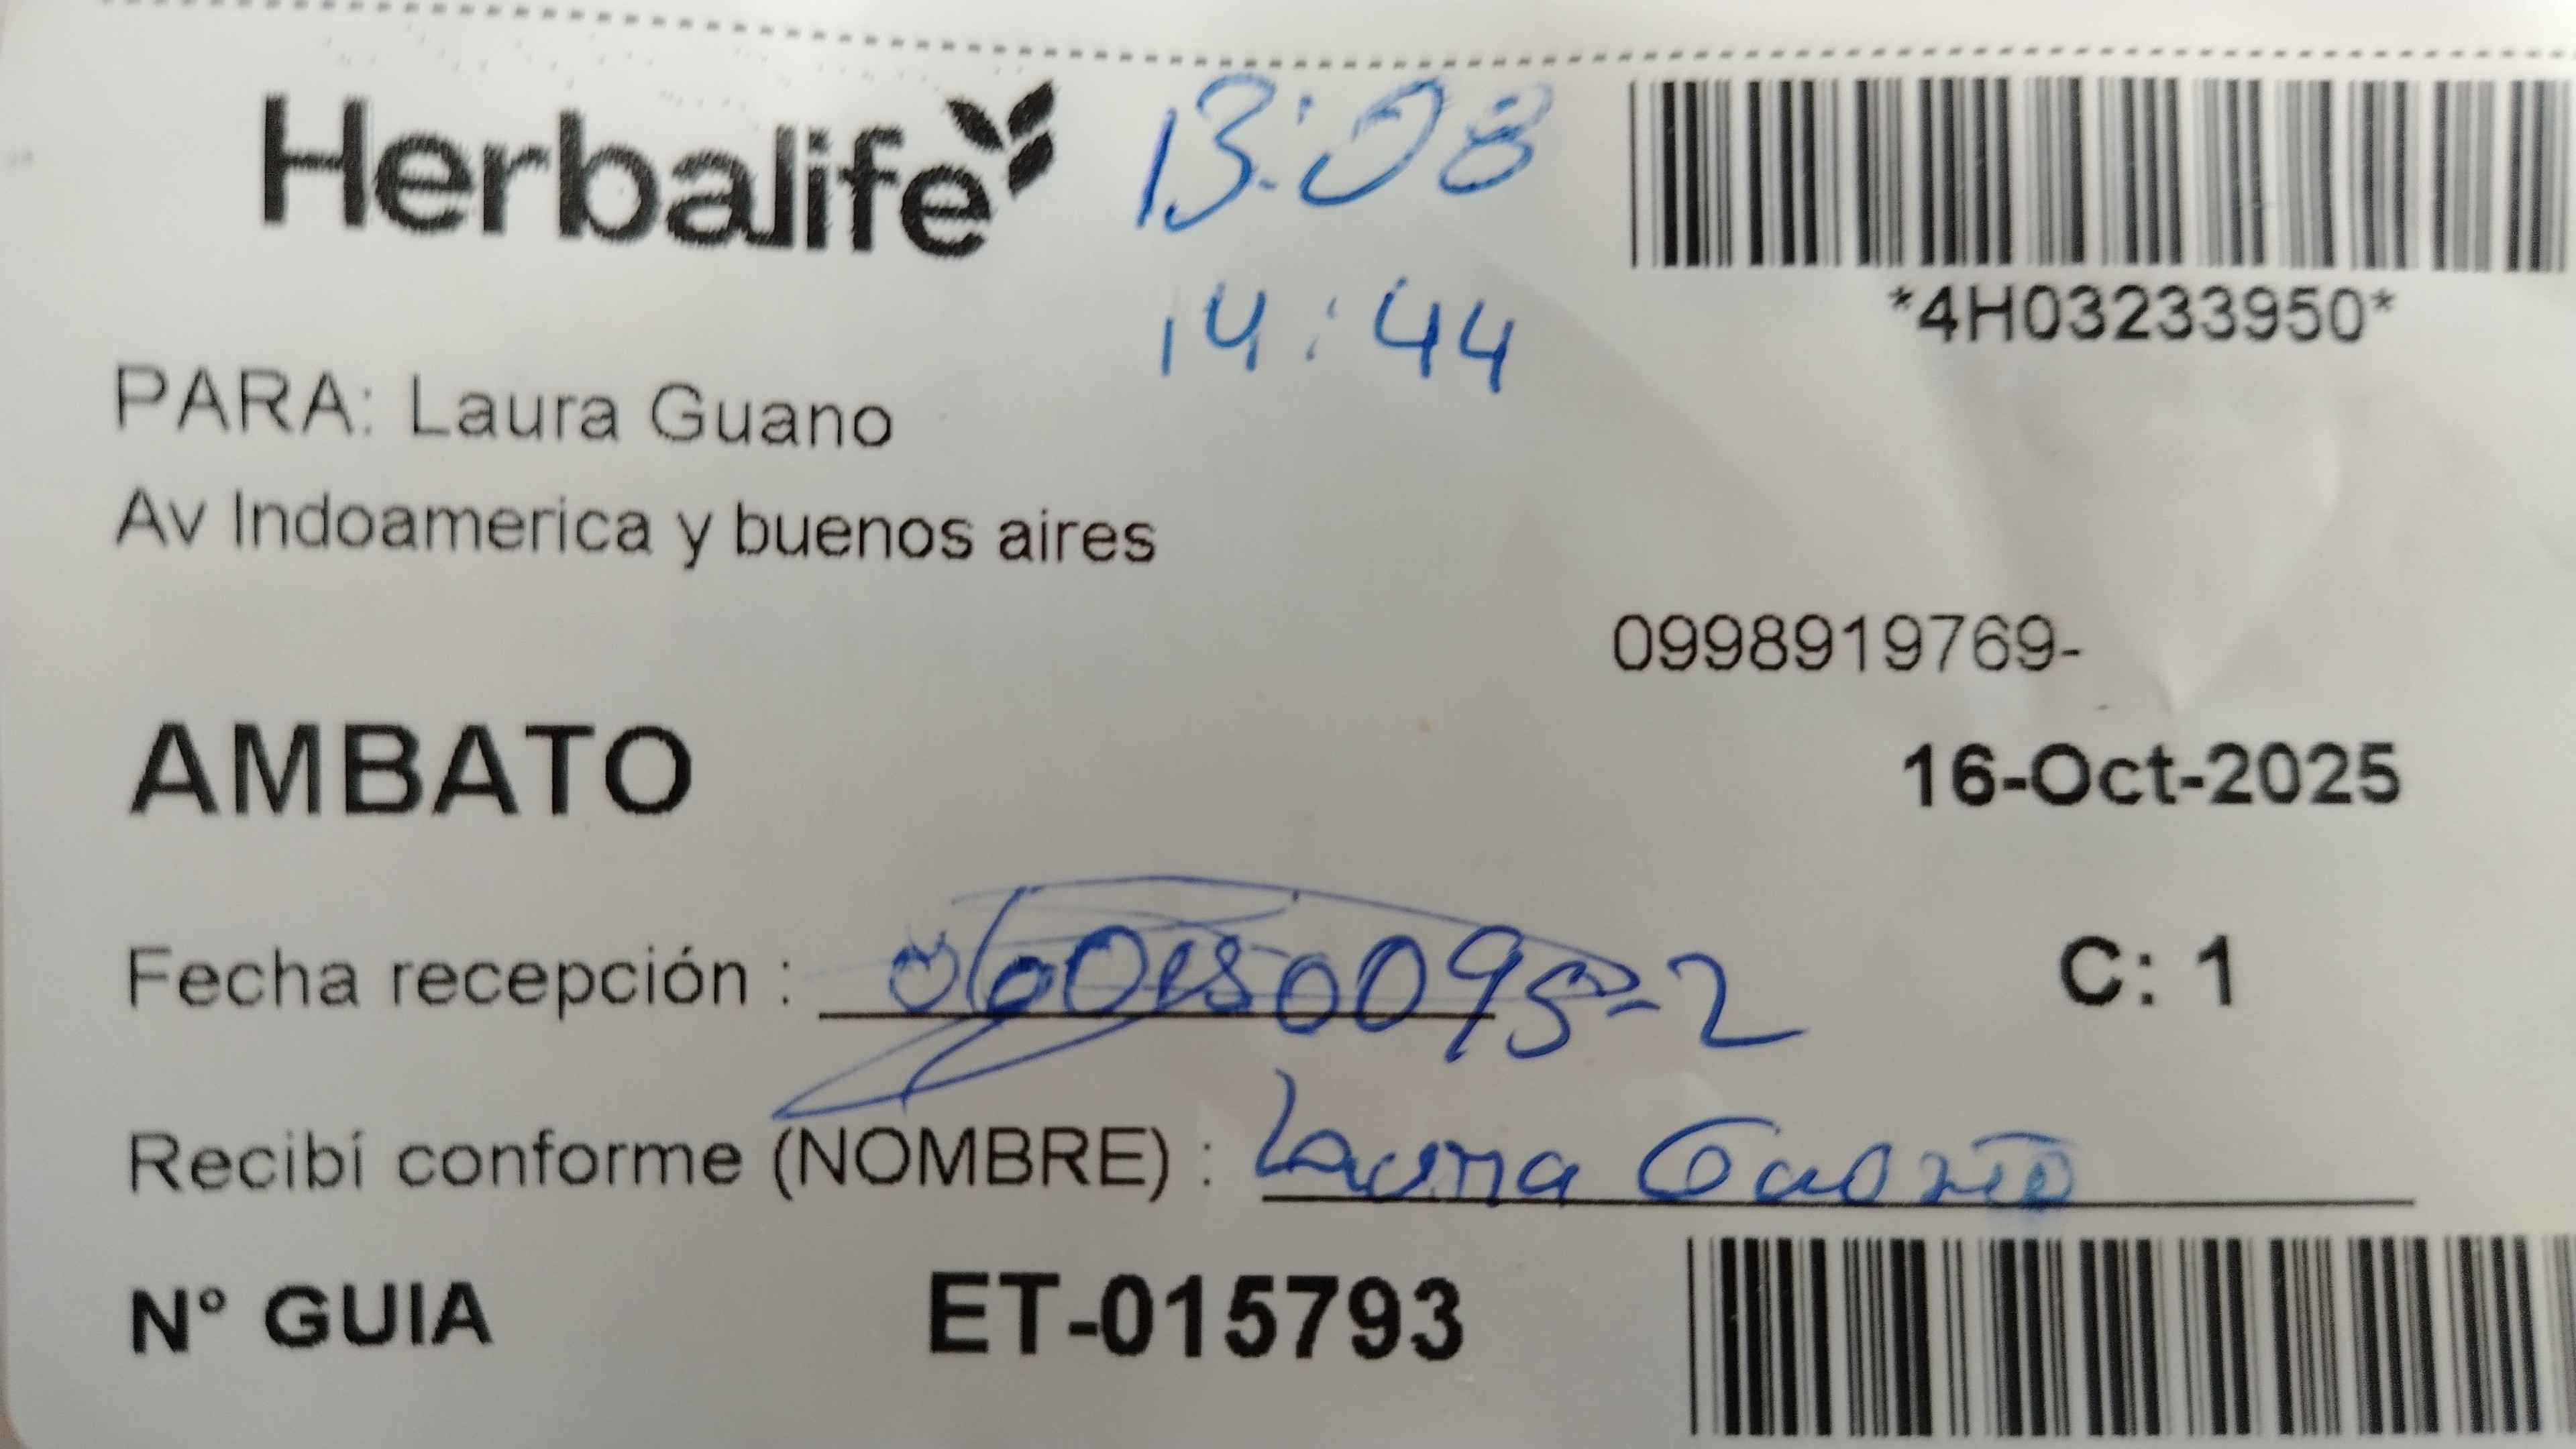 Herbalife
13:08
*4H03233950*
14:44
PARA: Laura Guano
Av Indoamerica y buenos aires
0998919769-
AMBATO
16-Oct-2025
Fecha recepción :
C: 1
Recibí conforme (NOMBRE) : Laura
N° GUIA ET-015793